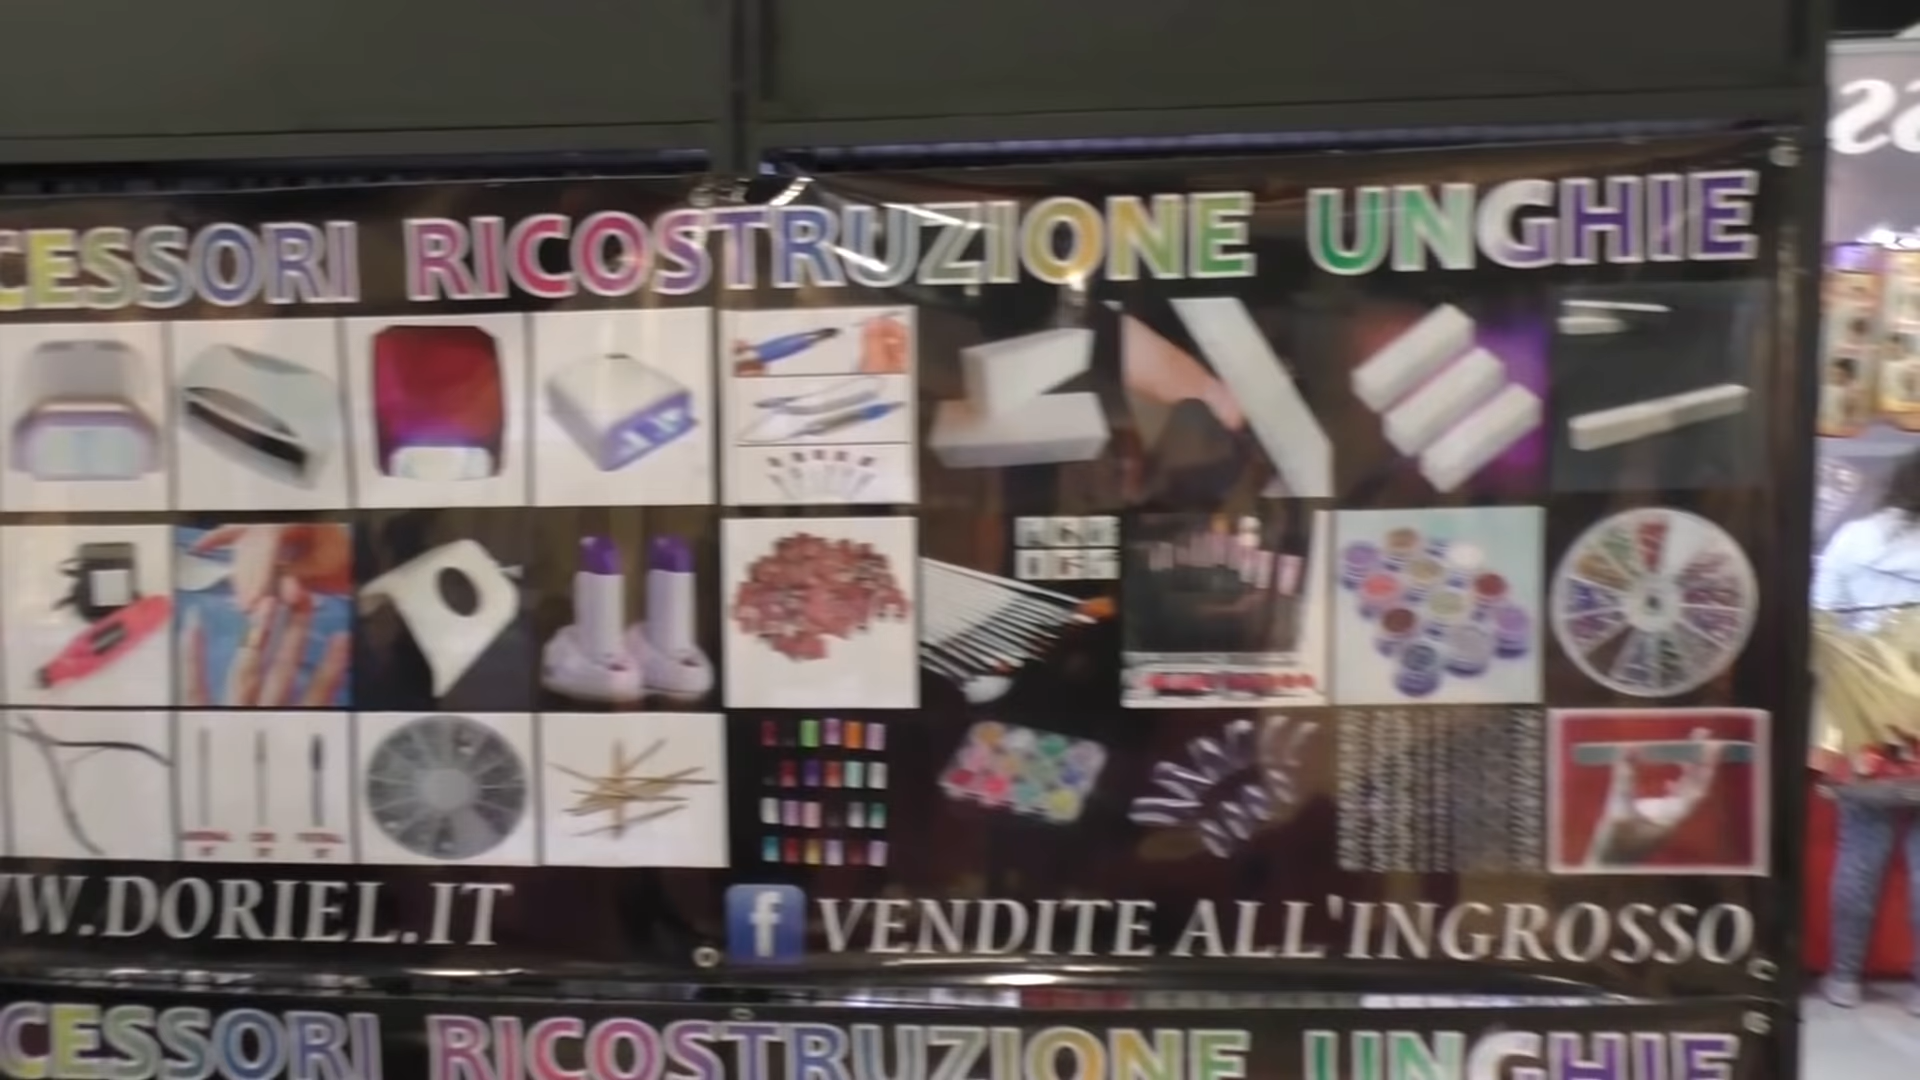 CESSORI RICOSTRUZIONE UNGHIE
W.DORIEL.IT
f VENDITE ALL'INGROSSO
CESSORI RICOSTRUZIONE UNGHIE